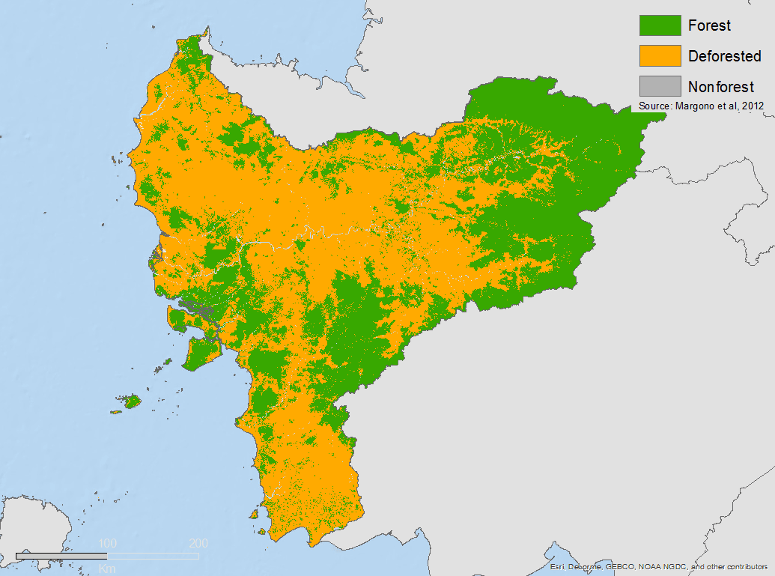 Forest
Deforested
Nonforest
Source: Margono et al, 2012
100
200
Km
Esri, Delorme, GEBCO, NOAA NGDC, and other contributors